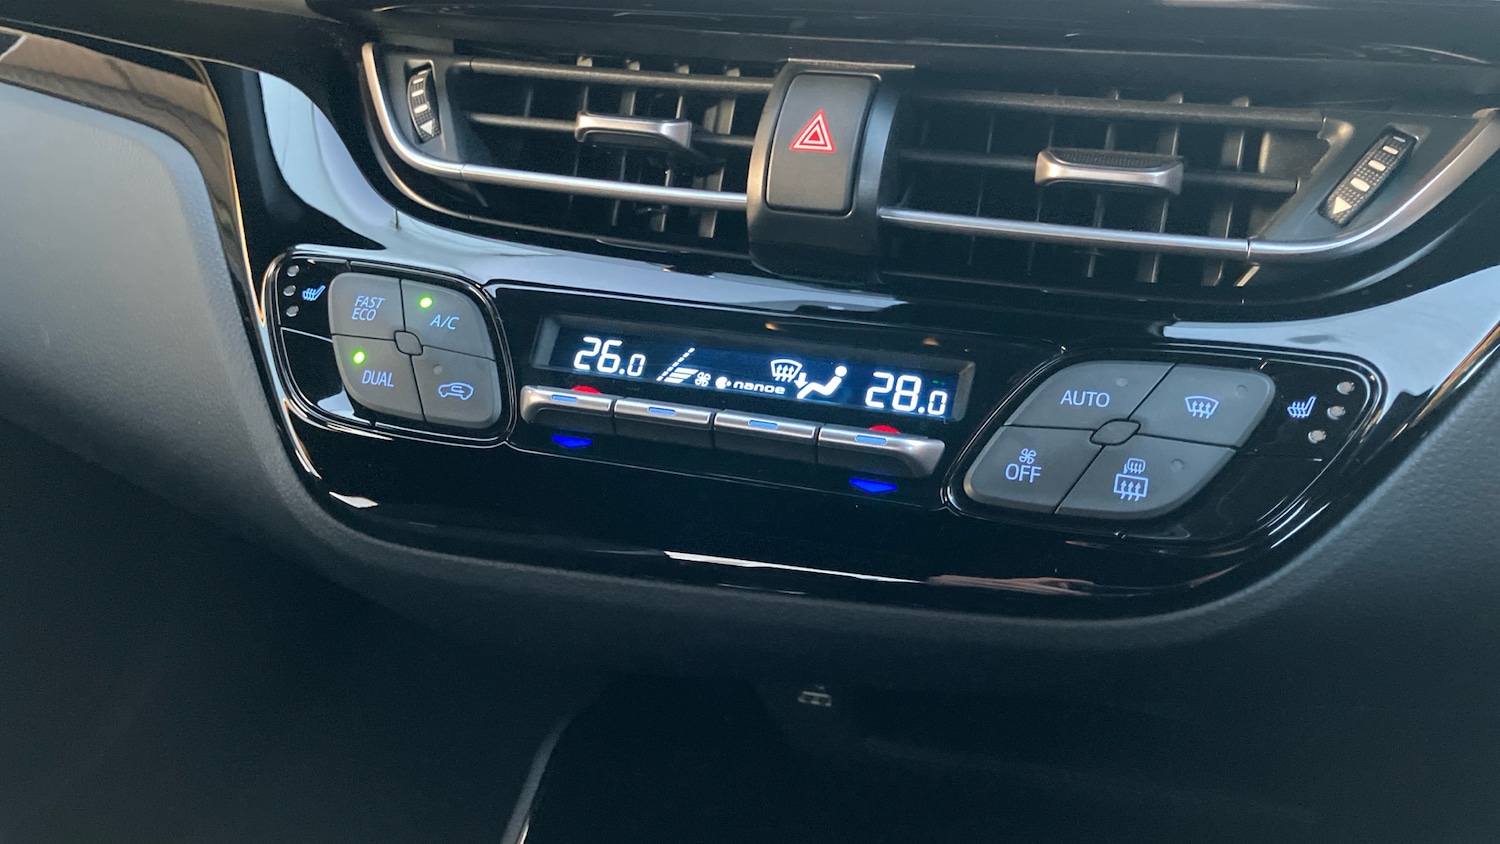 FAST
ECO
A/C
DUAL
26.0
nanoe
28.0
AUTO
OFF